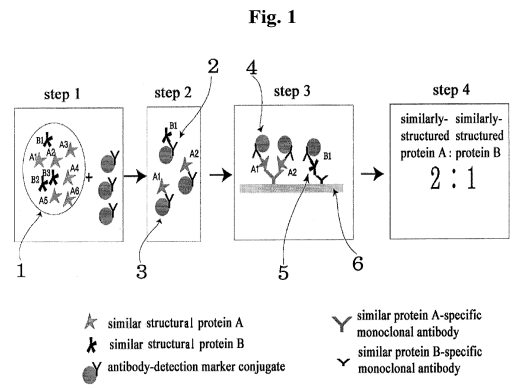 Fig. 1
step 1
step 2
step 3
step 4
2
4
B1
A1
A2
A3
B2
B3
A4
A5
A6
+
B1
A2
A1
A1
A2
B1
similarly- similarly-
structured structured
protein A : protein B
2 : 1
1
3
5
6
similar structural protein A
similar structural protein B
antibody-detection marker conjugate
similar protein A-specific
monoclonal antibody
similar protein B-specific
monoclonal antibody